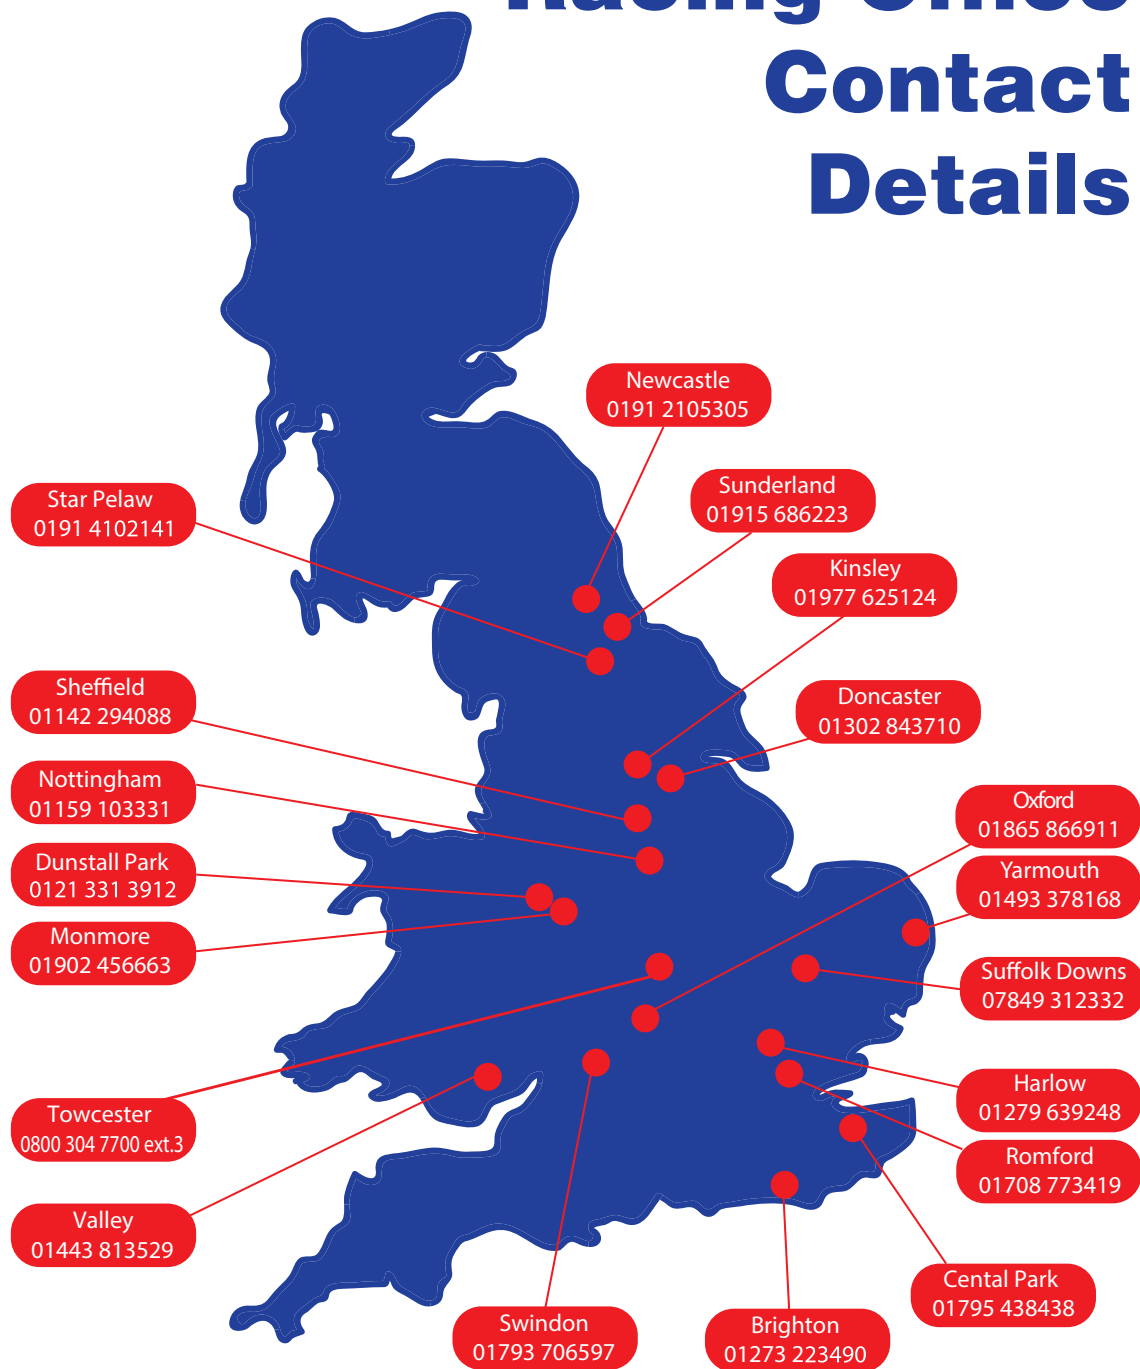 Racing Office
Contact
Details
Newcastle
0191 2105305
Sunderland
01915 686223
Star Pelaw
0191 4102141
Kinsley
01977 625124
Sheffield
01142 294088
Doncaster
01302 843710
Nottingham
01159 103331
Oxford
01865 866911
Dunstall Park
0121 331 3912
Yarmouth
01493 378168
Monmore
01902 456663
Suffolk Downs
07849 312332
Harlow
01279 639248
Towcester
0800 304 7700 ext.3
Romford
01708 773419
Valley
01443 813529
Cental Park
01795 438438
Swindon
01793 706597
Brighton
01273 223490